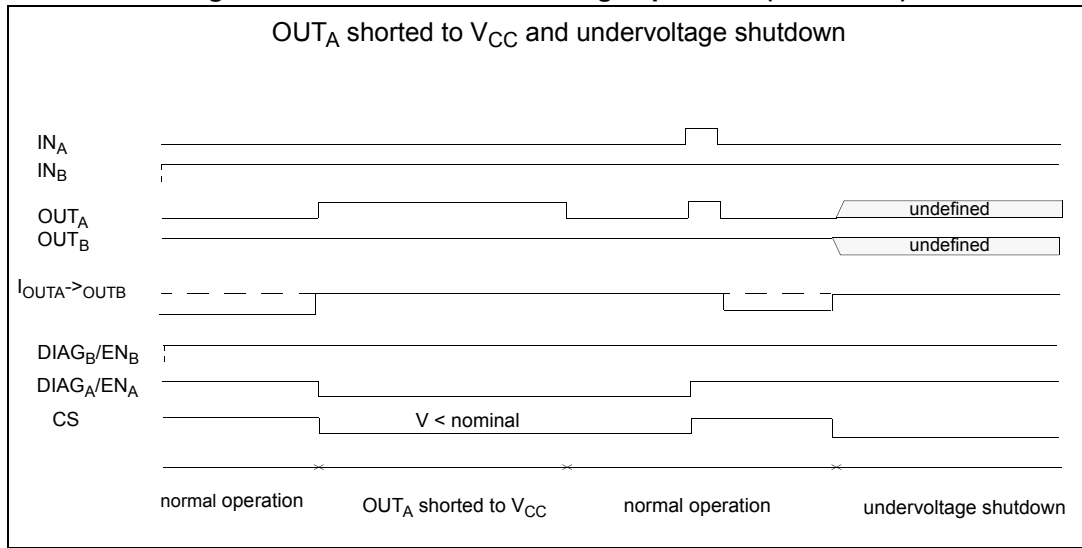 OUTA shorted to VCC and undervoltage shutdown
INA
INB
OUTA
undefined
OUTB
undefined
IOUTA->OUTB
DIAGB/ENB
DIAGA/ENA
CS
V < nominal
normal operation
OUTA shorted to VCC
normal operation
undervoltage shutdown